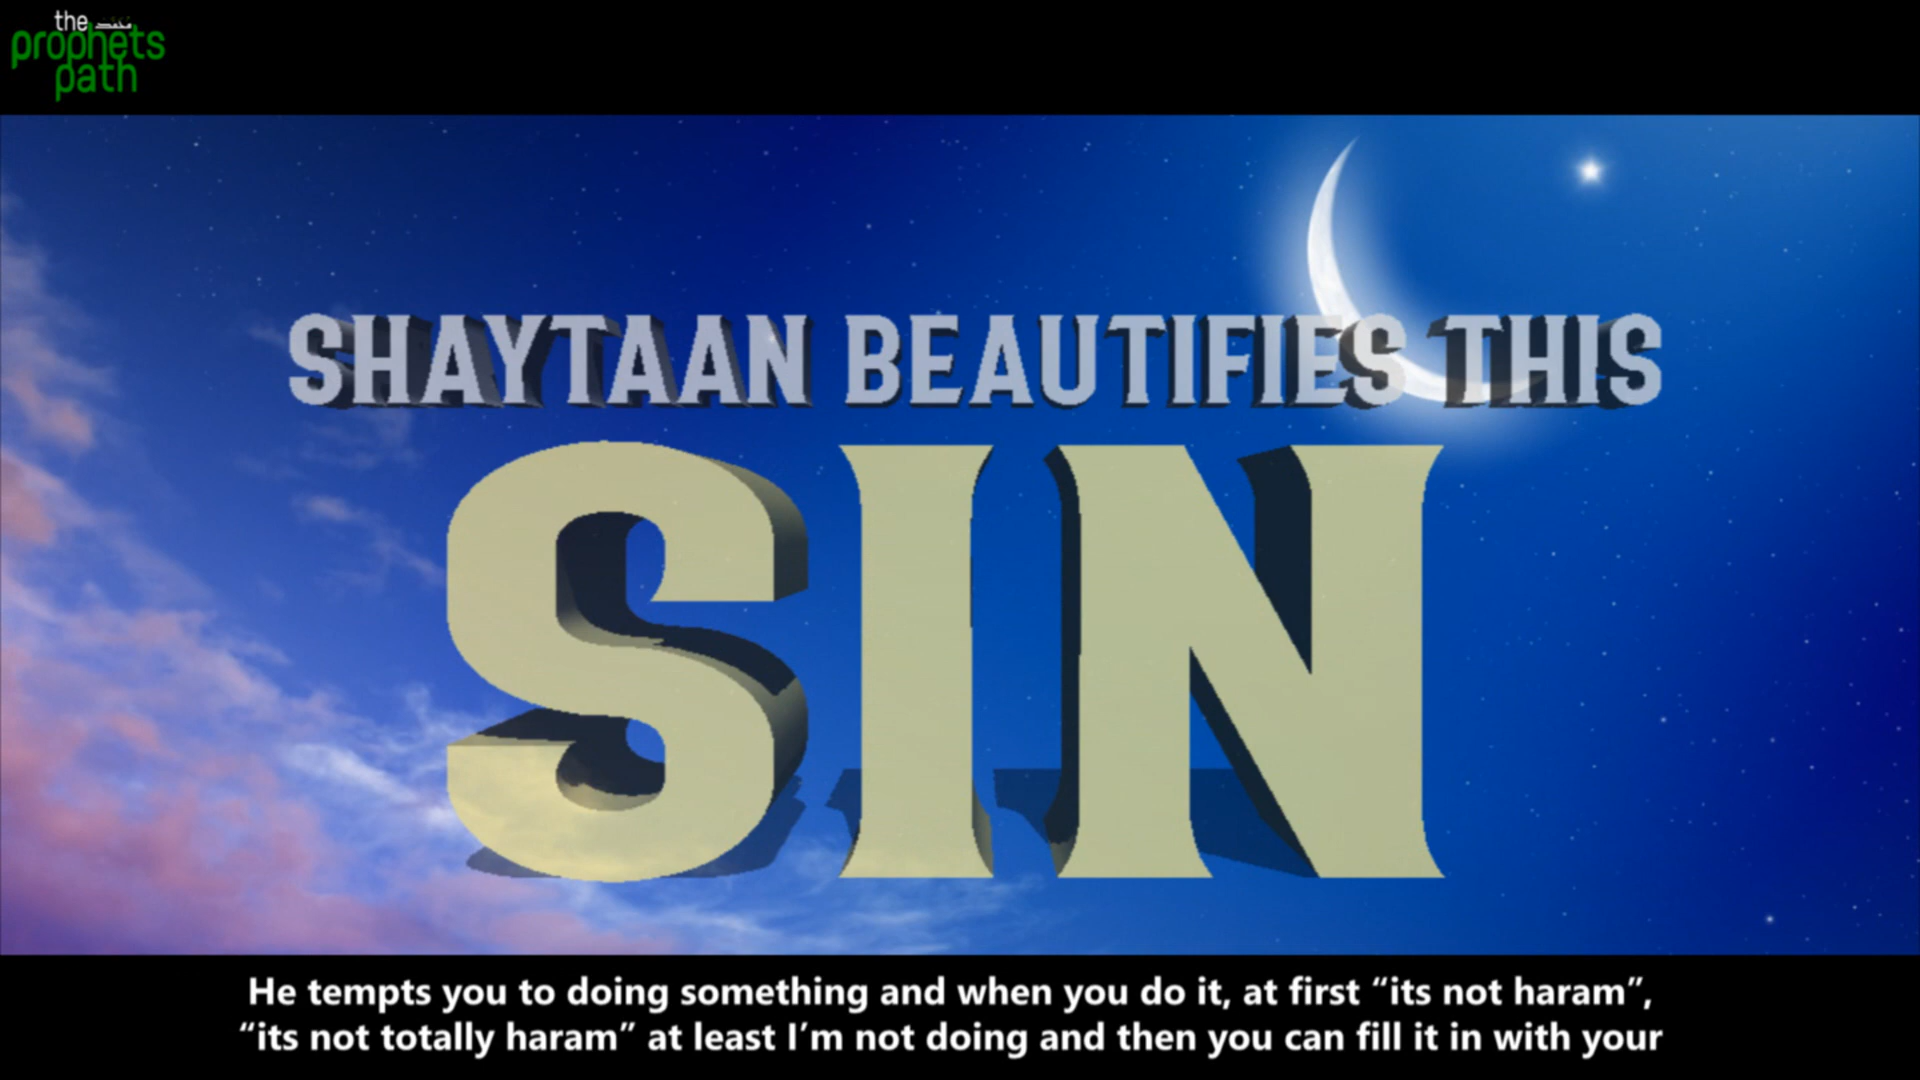 the
prophets
path
SHAYTAAN BEAUTIFIES THIS
SIN
He tempts you to doing something and when you do it, at first “its not haram”,
“its not totally haram” at least I’m not doing and then you can fill it in with your